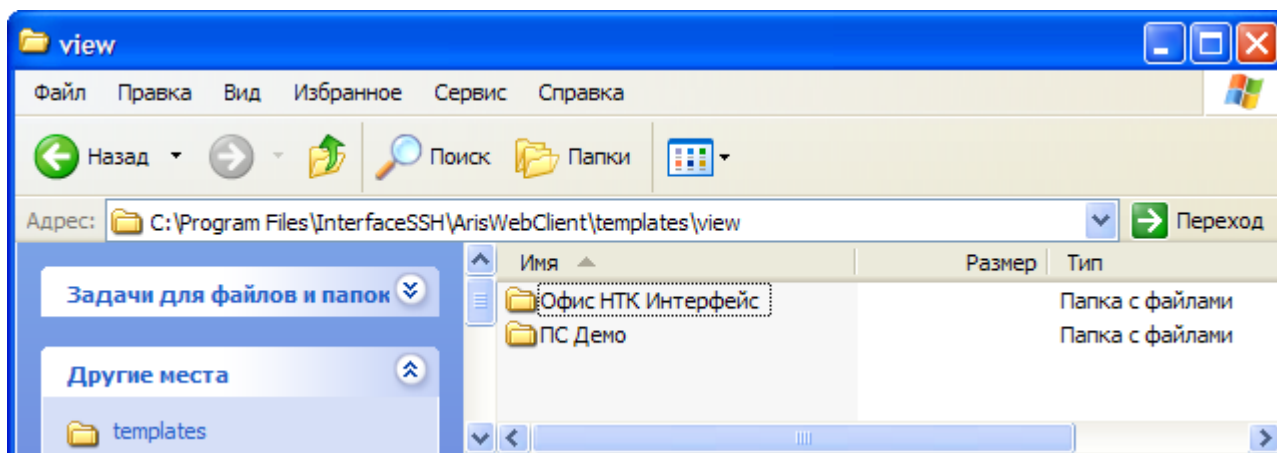 view
Файл Правка Вид Избранное Сервис Справка
Назад Поиск Папки
Адрес: C:\Program Files\InterfaceSSH\ArisWebClient\templates\view Переход
Имя Размер Тип
Задачи для файлов и папок
Офис НТК Интерфейс Папка с файлами
ПС Демо Папка с файлами
Другие места
templates